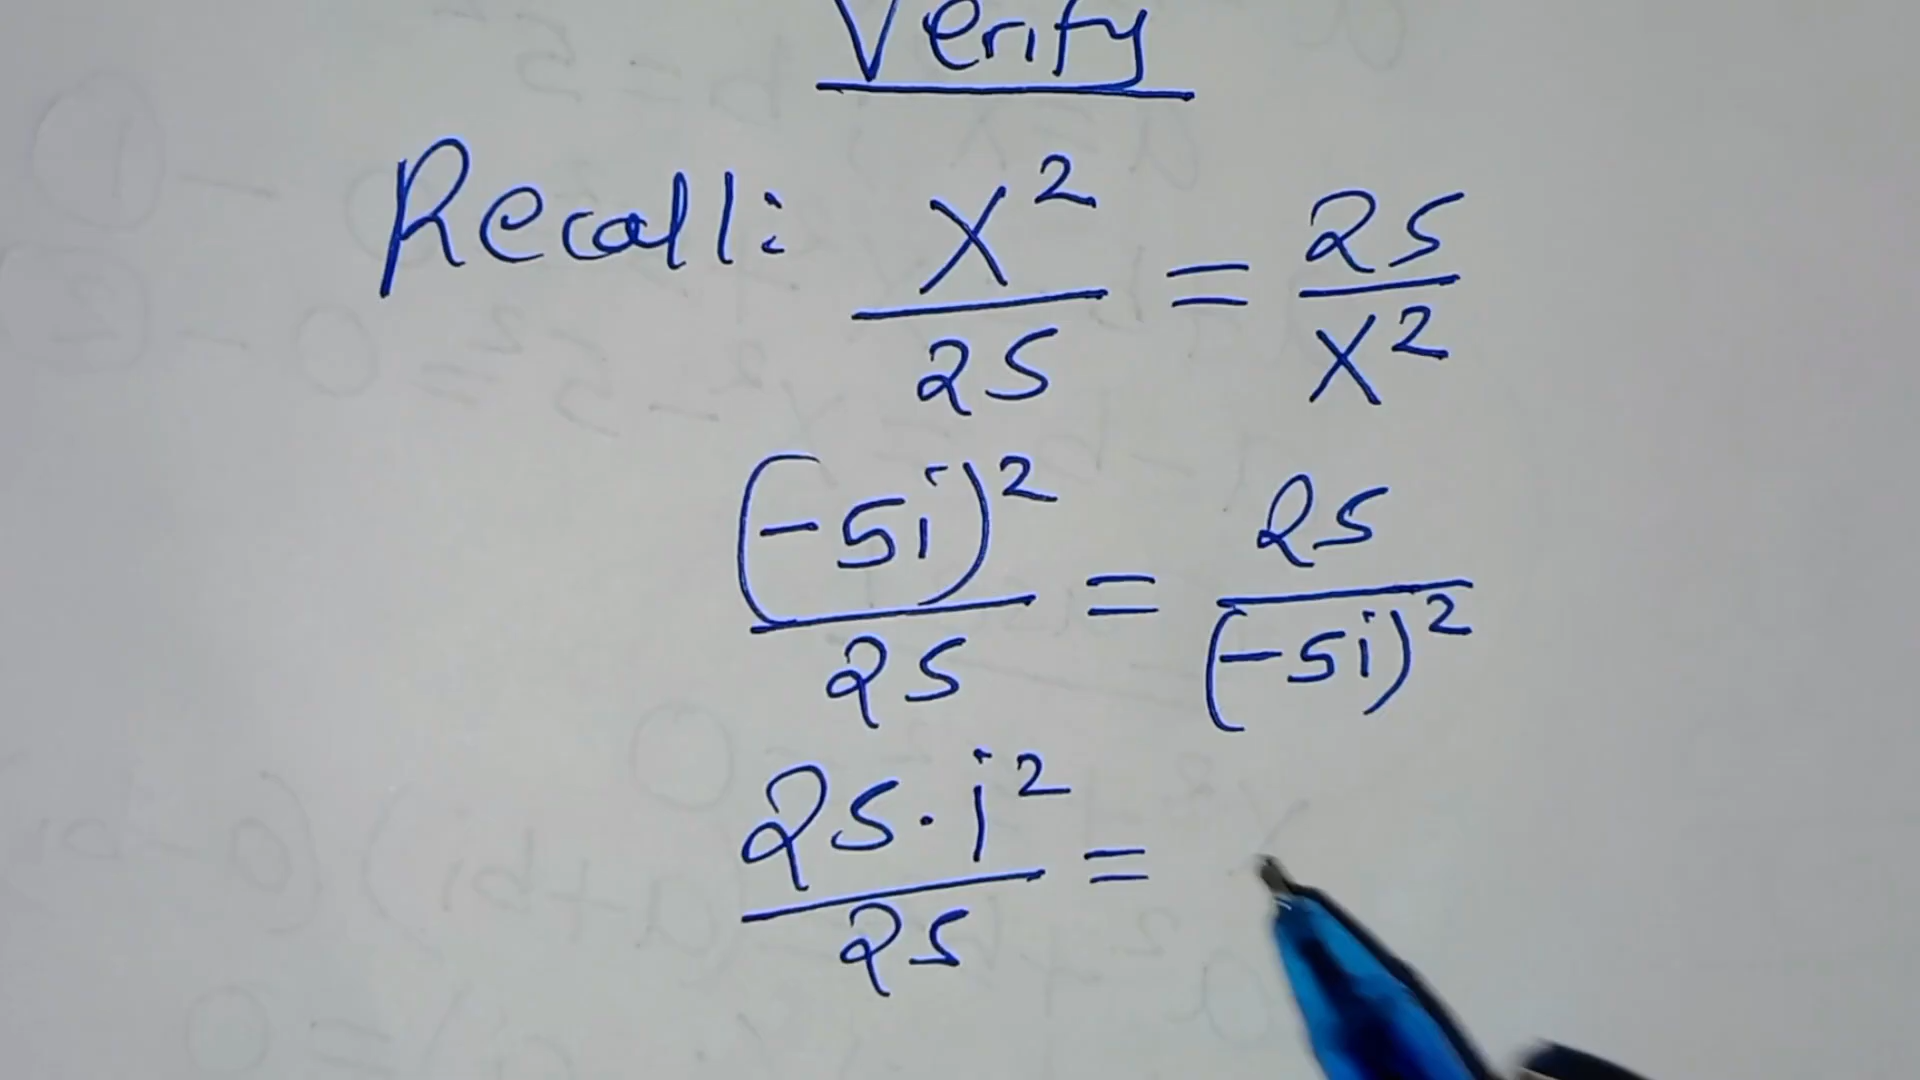 Verify
Recall: x²/25 = 25/x²
(-5i)²/25 = 25/(-5i)²
25·i²/25 =